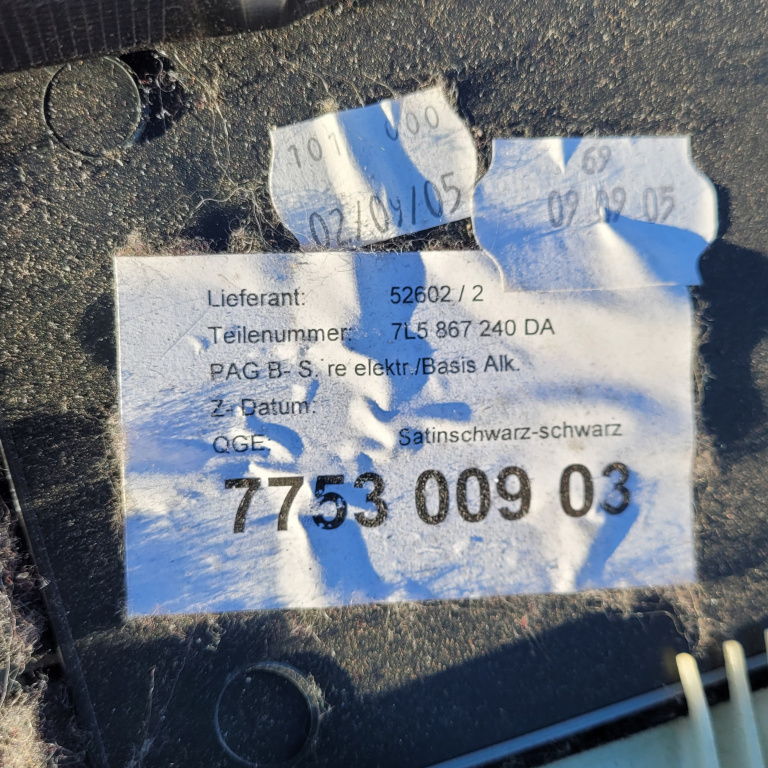 101 000
02/09/05
69
09 09 05
Lieferant: 52602 / 2
Teilenummer: 7L5 867 240 DA
PAG B- S. re elektr./Basis Alk.
Z- Datum:
QGE: Satinschwarz-schwarz
7753 009 03